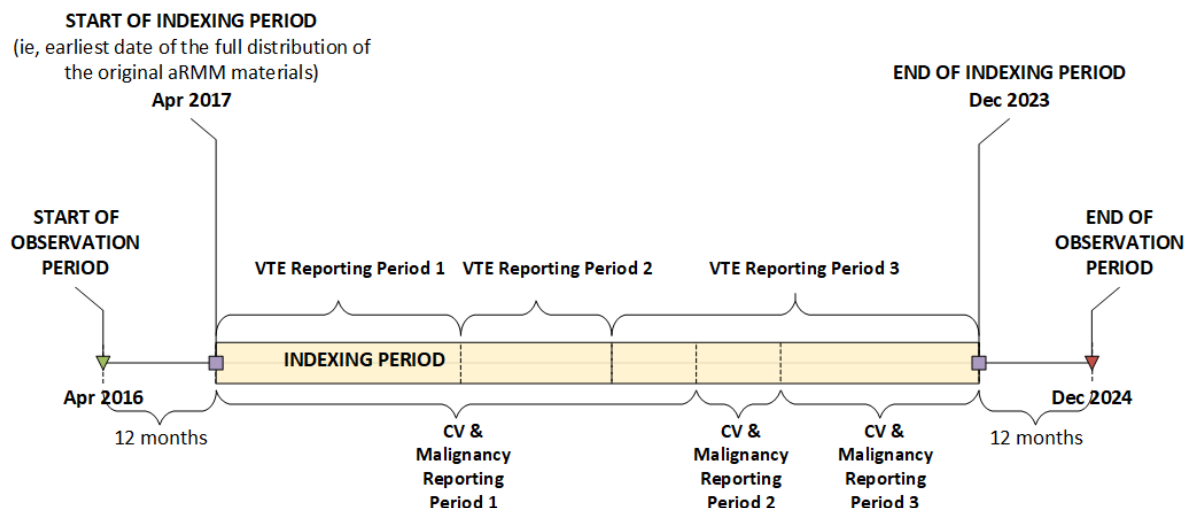 START OF INDEXING PERIOD
(ie, earliest date of the full distribution of
the original aRMM materials)
Apr 2017
END OF INDEXING PERIOD
Dec 2023
START OF
OBSERVATION
PERIOD
END OF
OBSERVATION
PERIOD
VTE Reporting Period 1
VTE Reporting Period 2
VTE Reporting Period 3
INDEXING PERIOD
Apr 2016
Dec 2024
12 months
12 months
CV &
Malignancy
Reporting
Period 1
CV &
Malignancy
Reporting
Period 2
CV &
Malignancy
Reporting
Period 3